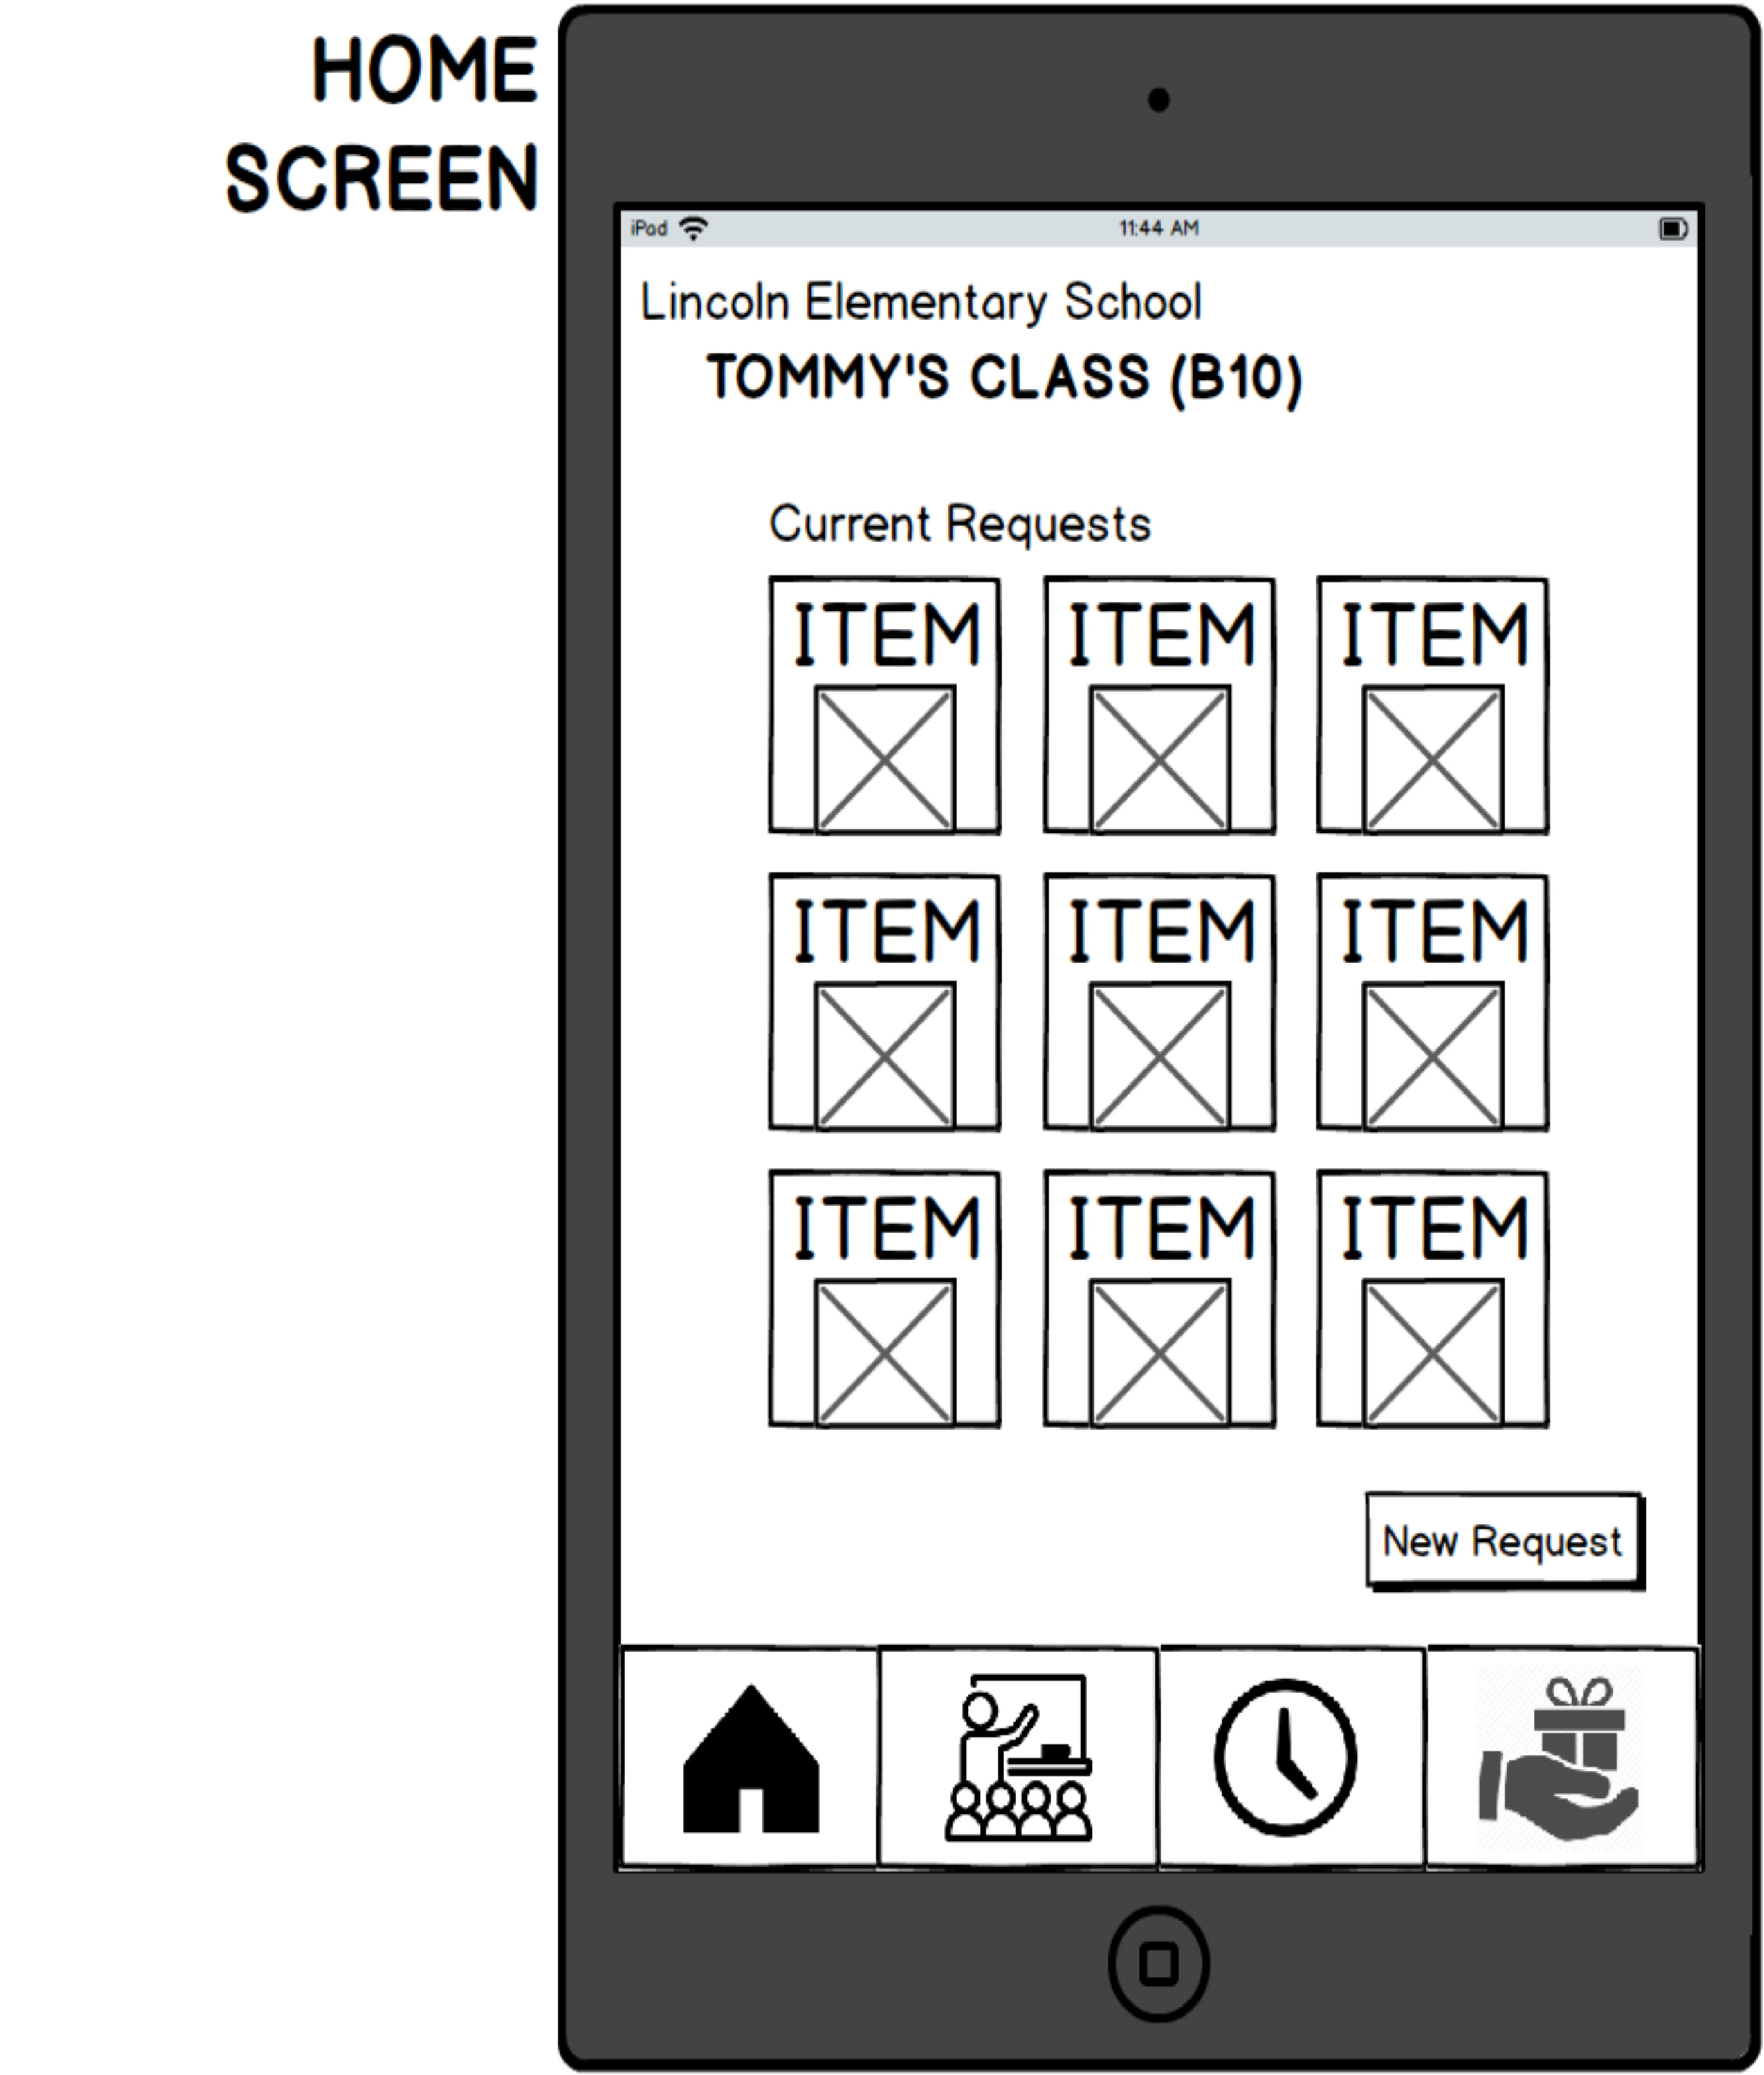 HOME
SCREEN
iPad 11:44 AM
Lincoln Elementary School
TOMMY'S CLASS (B10)
Current Requests
ITEM ITEM ITEM
ITEM ITEM ITEM
ITEM ITEM ITEM
New Request